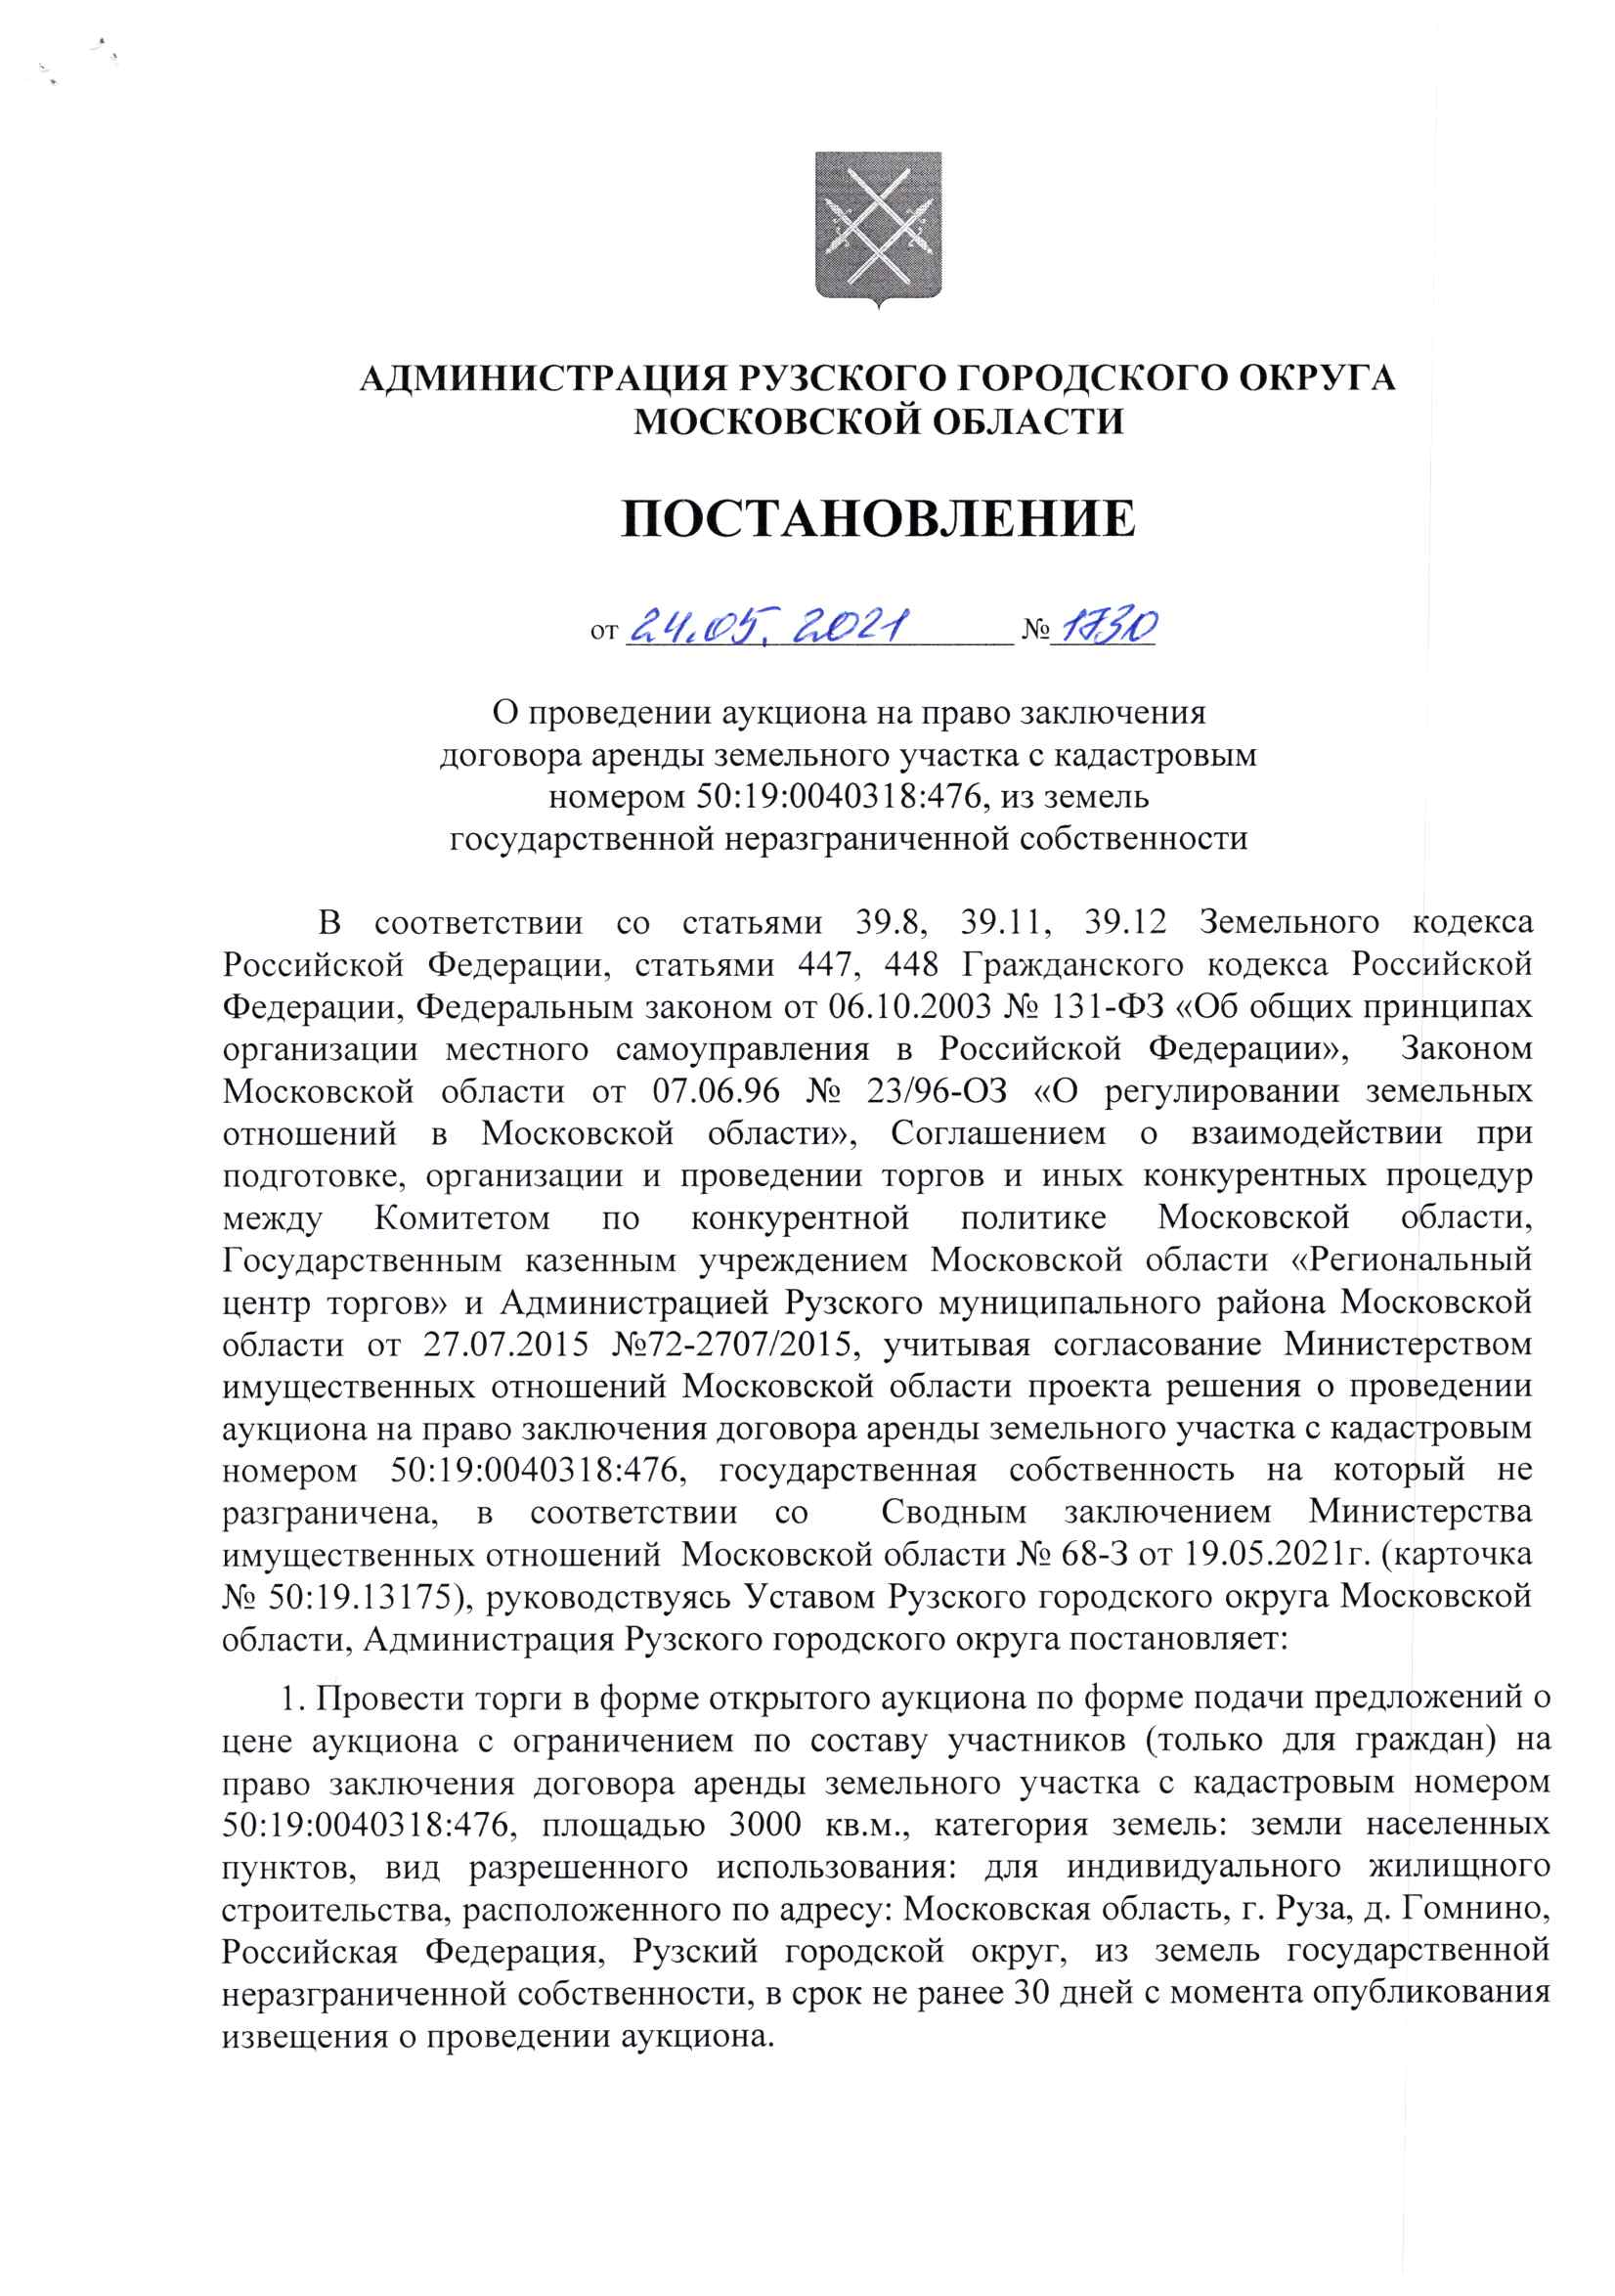 АДМИНИСТРАЦИЯ РУЗСКОГО ГОРОДСКОГО ОКРУГА
МОСКОВСКОЙ ОБЛАСТИ
ПОСТАНОВЛЕНИЕ
от 24.05.2021 № 1730
О проведении аукциона на право заключения
договора аренды земельного участка с кадастровым
номером 50:19:0040318:476, из земель
государственной неразграниченной собственности
В соответствии со статьями 39.8, 39.11, 39.12 Земельного кодекса
Российской Федерации, статьями 447, 448 Гражданского кодекса Российской
Федерации, Федеральным законом от 06.10.2003 № 131-ФЗ «Об общих принципах
организации местного самоуправления в Российской Федерации», Законом
Московской области от 07.06.96 № 23/96-ОЗ «О регулировании земельных
отношений в Московской области», Соглашением о взаимодействии при
подготовке, организации и проведении торгов и иных конкурентных процедур
между Комитетом по конкурентной политике Московской области,
Государственным казенным учреждением Московской области «Региональный
центр торгов» и Администрацией Рузского муниципального района Московской
области от 27.07.2015 №72-2707/2015, учитывая согласование Министерством
имущественных отношений Московской области проекта решения о проведении
аукциона на право заключения договора аренды земельного участка с кадастровым
номером 50:19:0040318:476, государственная собственность на который не
разграничена, в соответствии со Сводным заключением Министерства
имущественных отношений Московской области № 68-З от 19.05.2021г. (карточка
№ 50:19.13175), руководствуясь Уставом Рузского городского округа Московской
области, Администрация Рузского городского округа постановляет:
1. Провести торги в форме открытого аукциона по форме подачи предложений о
цене аукциона с ограничением по составу участников (только для граждан) на
право заключения договора аренды земельного участка с кадастровым номером
50:19:0040318:476, площадью 3000 кв.м., категория земель: земли населенных
пунктов, вид разрешенного использования: для индивидуального жилищного
строительства, расположенного по адресу: Московская область, г. Руза, д. Гомнино,
Российская Федерация, Рузский городской округ, из земель государственной
неразграниченной собственности, в срок не ранее 30 дней с момента опубликования
извещения о проведении аукциона.